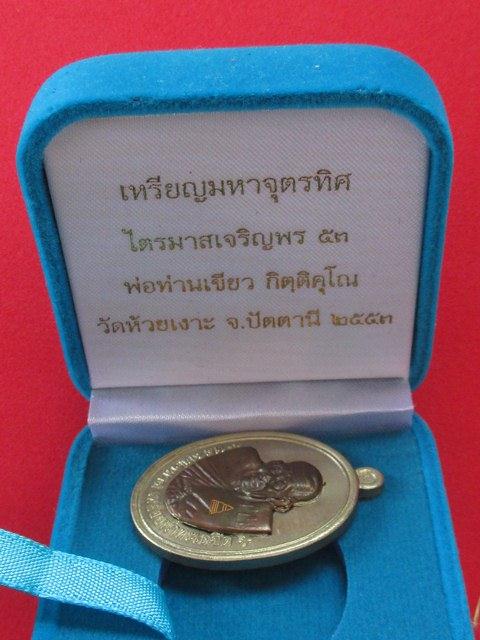 เหรียญมหาจุตรทิศ
ไตรมาสเจริญพร ๕๓
พ่อท่านเขียว กิตฺติคุโณ
วัดห้วยเงาะ จ.ปัตตานี ๒๕๕๓